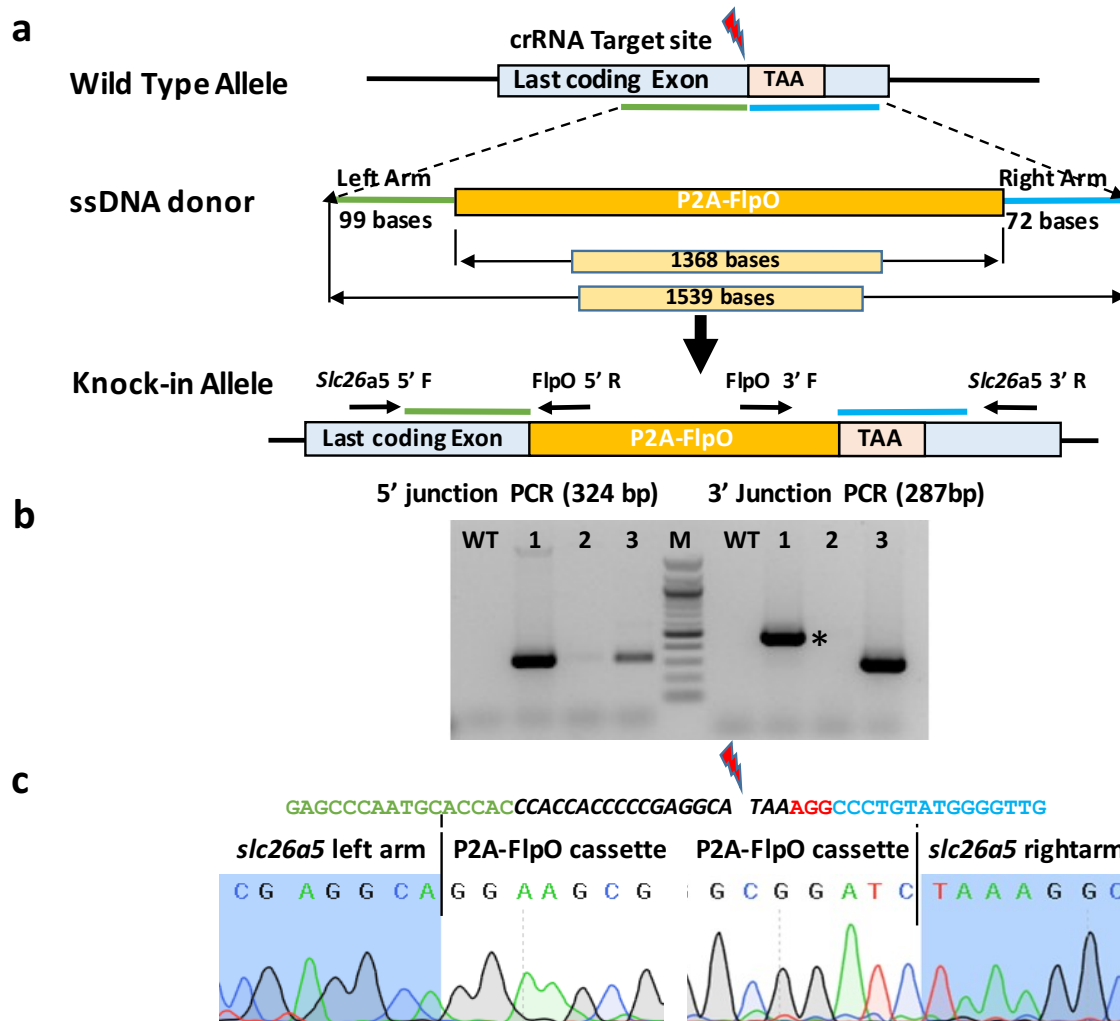 a
crRNA Target site
Wild Type Allele
Last coding Exon TAA
Left Arm Right Arm
ssDNA donor P2A-FlpO
99 bases 72 bases
1368 bases
1539 bases
Knock-in Allele
Slc26a5 5’ F FlpO 5’ R FlpO 3’ F Slc26a5 3’ R
Last coding Exon P2A-FlpO TAA
5’ junction PCR (324 bp) 3’ Junction PCR (287bp)
b
WT 1 2 3 M WT 1 2 3
*
c
GAGCCCAATGCACCACCCACCACCCCCGAGGCA TAAAGGCCCTGTATGGGGTTG
slc26a5 left arm P2A-FlpO cassette P2A-FlpO cassette slc26a5 rightarm
C G A G G C A G G A A G C G G C G G A T C T A A A G G C